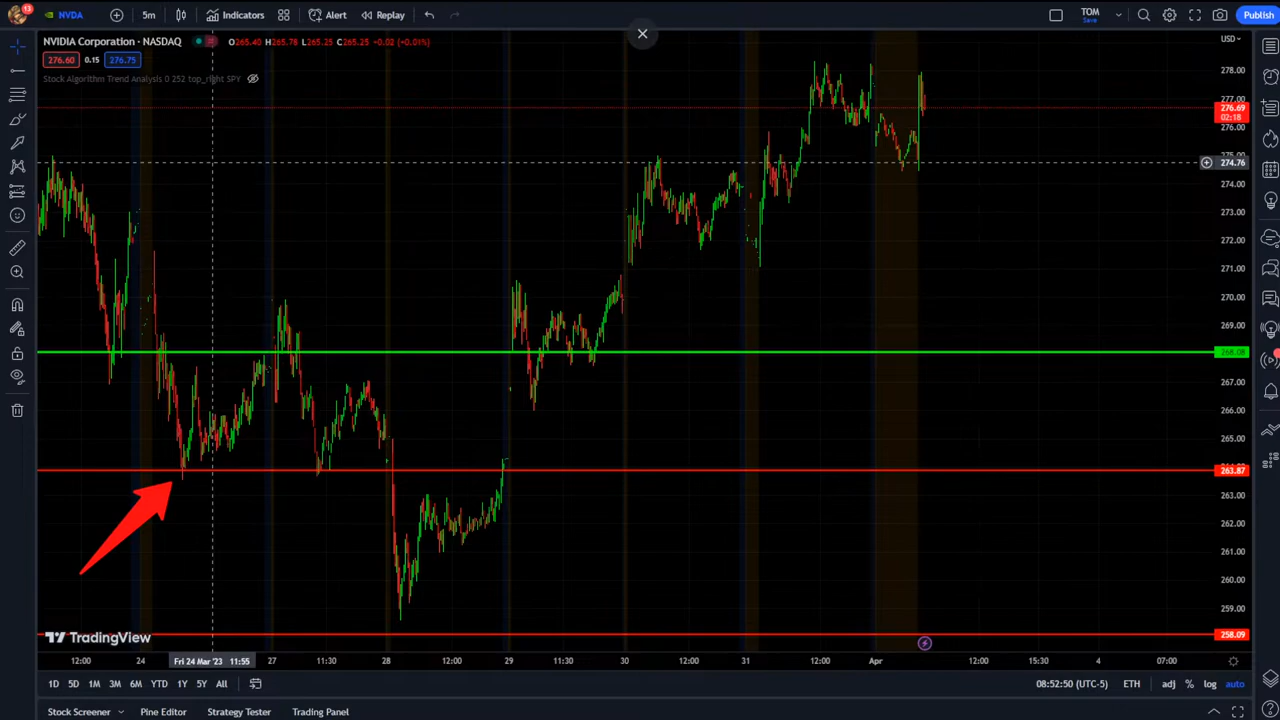 13
NVDA
5m
Indicators
Alert
Replay
TOM
Save
Publish
NVIDIA Corporation · NASDAQ
O265.40 H265.78 L265.25 C265.25 -0.02 (-0.01%)
USD
276.60 0.15 276.75
Stock Algorithm Trend Analysis 0 252 top_right SPY
278.00
277.00
276.69
02:18
276.00
274.76
274.00
273.00
272.00
271.00
270.00
269.00
268.08
267.00
266.00
265.00
263.87
263.00
262.00
261.00
260.00
259.00
258.09
TradingView
12:00 24 Fri 24 Mar '23 11:55 27 11:30 28 12:00 29 11:30 30 12:00 31 12:00 Apr 12:00 15:30 4 07:00
1D 5D 1M 3M 6M YTD 1Y 5Y All
08:52:50 (UTC-5) ETH adj % log auto
Stock Screener Pine Editor Strategy Tester Trading Panel